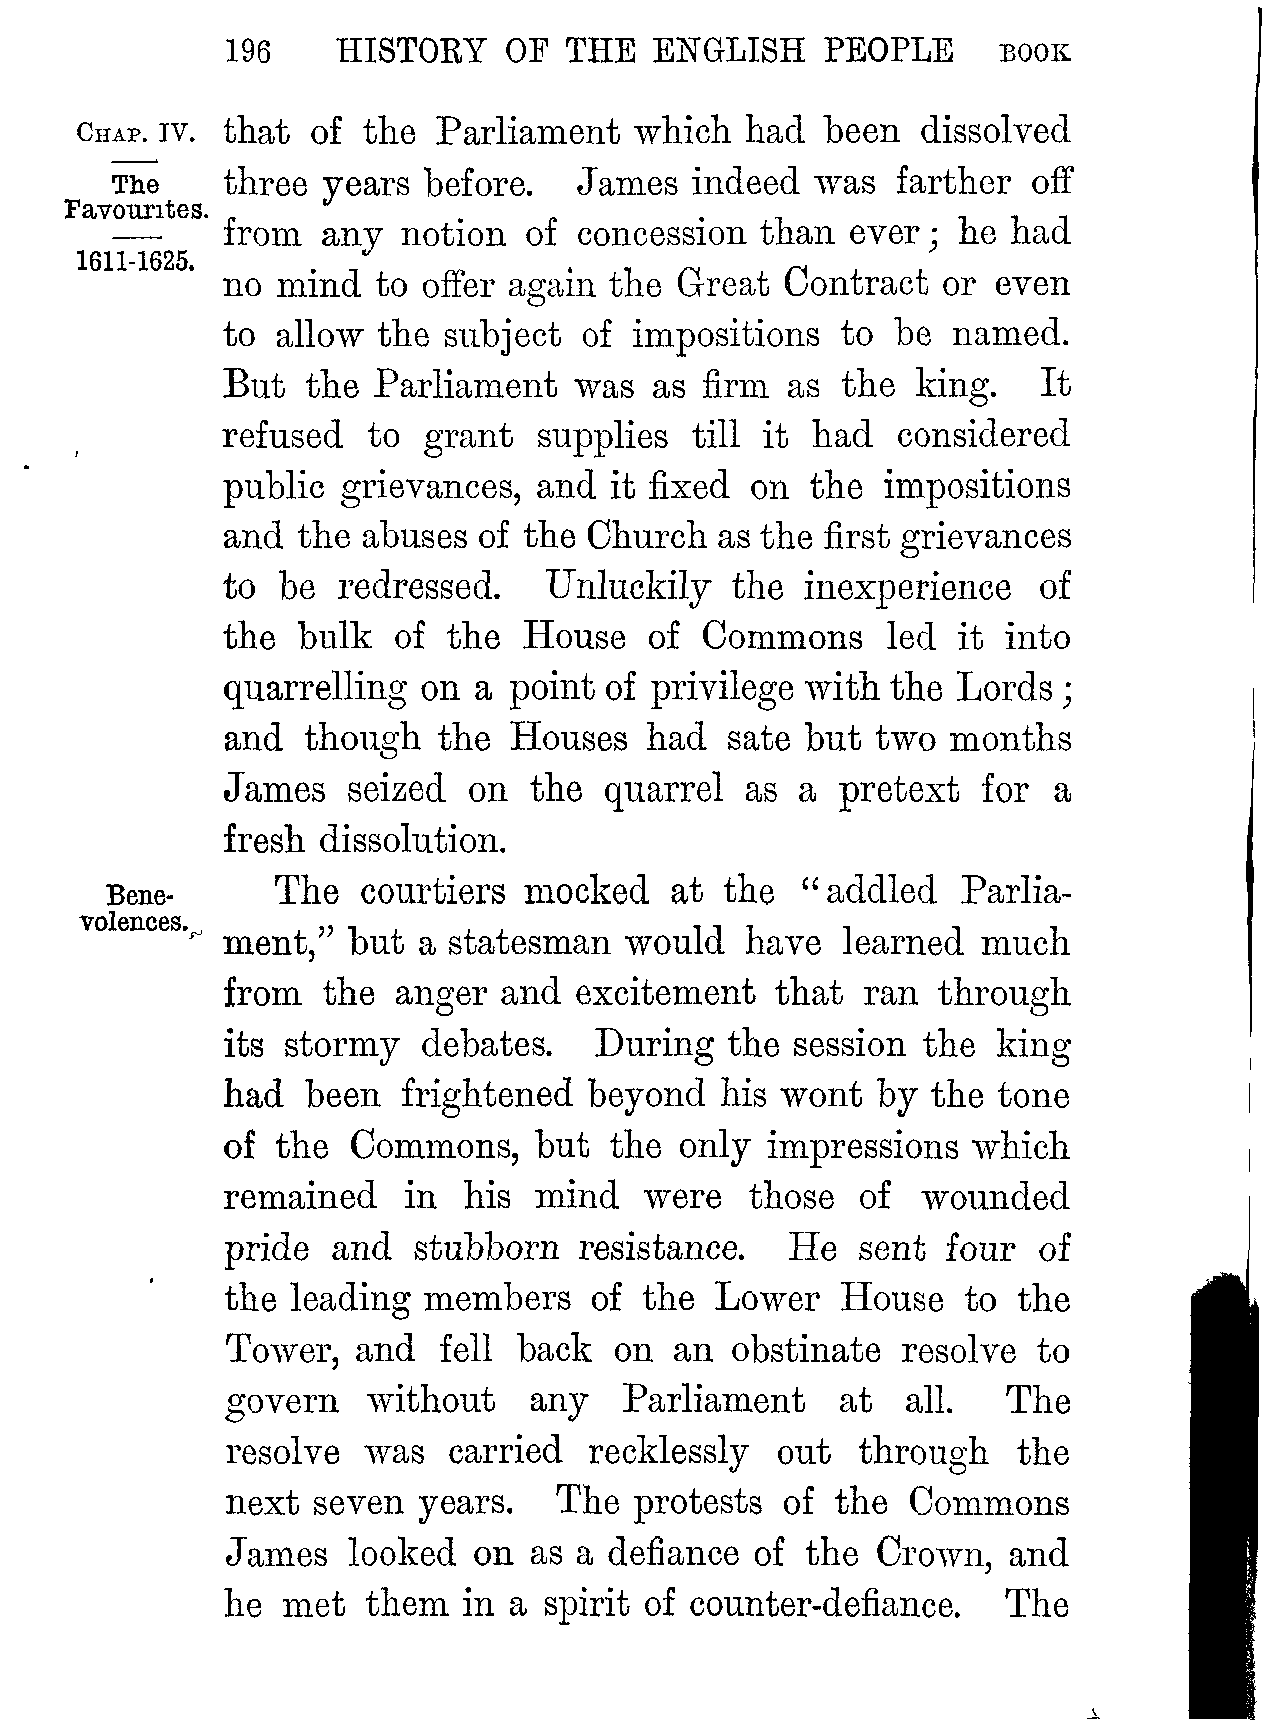 196 HISTORY OF THE ENGLISH PEOPLE BOOK
CHAP. IV.
The
Favourites.
1611-1625.
that of the Parliament which had been dissolved
three years before. James indeed was farther off
from any notion of concession than ever; he had
no mind to offer again the Great Contract or even
to allow the subject of impositions to be named.
But the Parliament was as firm as the king. It
refused to grant supplies till it had considered
public grievances, and it fixed on the impositions
and the abuses of the Church as the first grievances
to be redressed. Unluckily the inexperience of
the bulk of the House of Commons led it into
quarrelling on a point of privilege with the Lords;
and though the Houses had sate but two months
James seized on the quarrel as a pretext for a
fresh dissolution.
Bene-
volences.
The courtiers mocked at the “addled Parlia-
ment,” but a statesman would have learned much
from the anger and excitement that ran through
its stormy debates. During the session the king
had been frightened beyond his wont by the tone
of the Commons, but the only impressions which
remained in his mind were those of wounded
pride and stubborn resistance. He sent four of
the leading members of the Lower House to the
Tower, and fell back on an obstinate resolve to
govern without any Parliament at all. The
resolve was carried recklessly out through the
next seven years. The protests of the Commons
James looked on as a defiance of the Crown, and
he met them in a spirit of counter-defiance. The